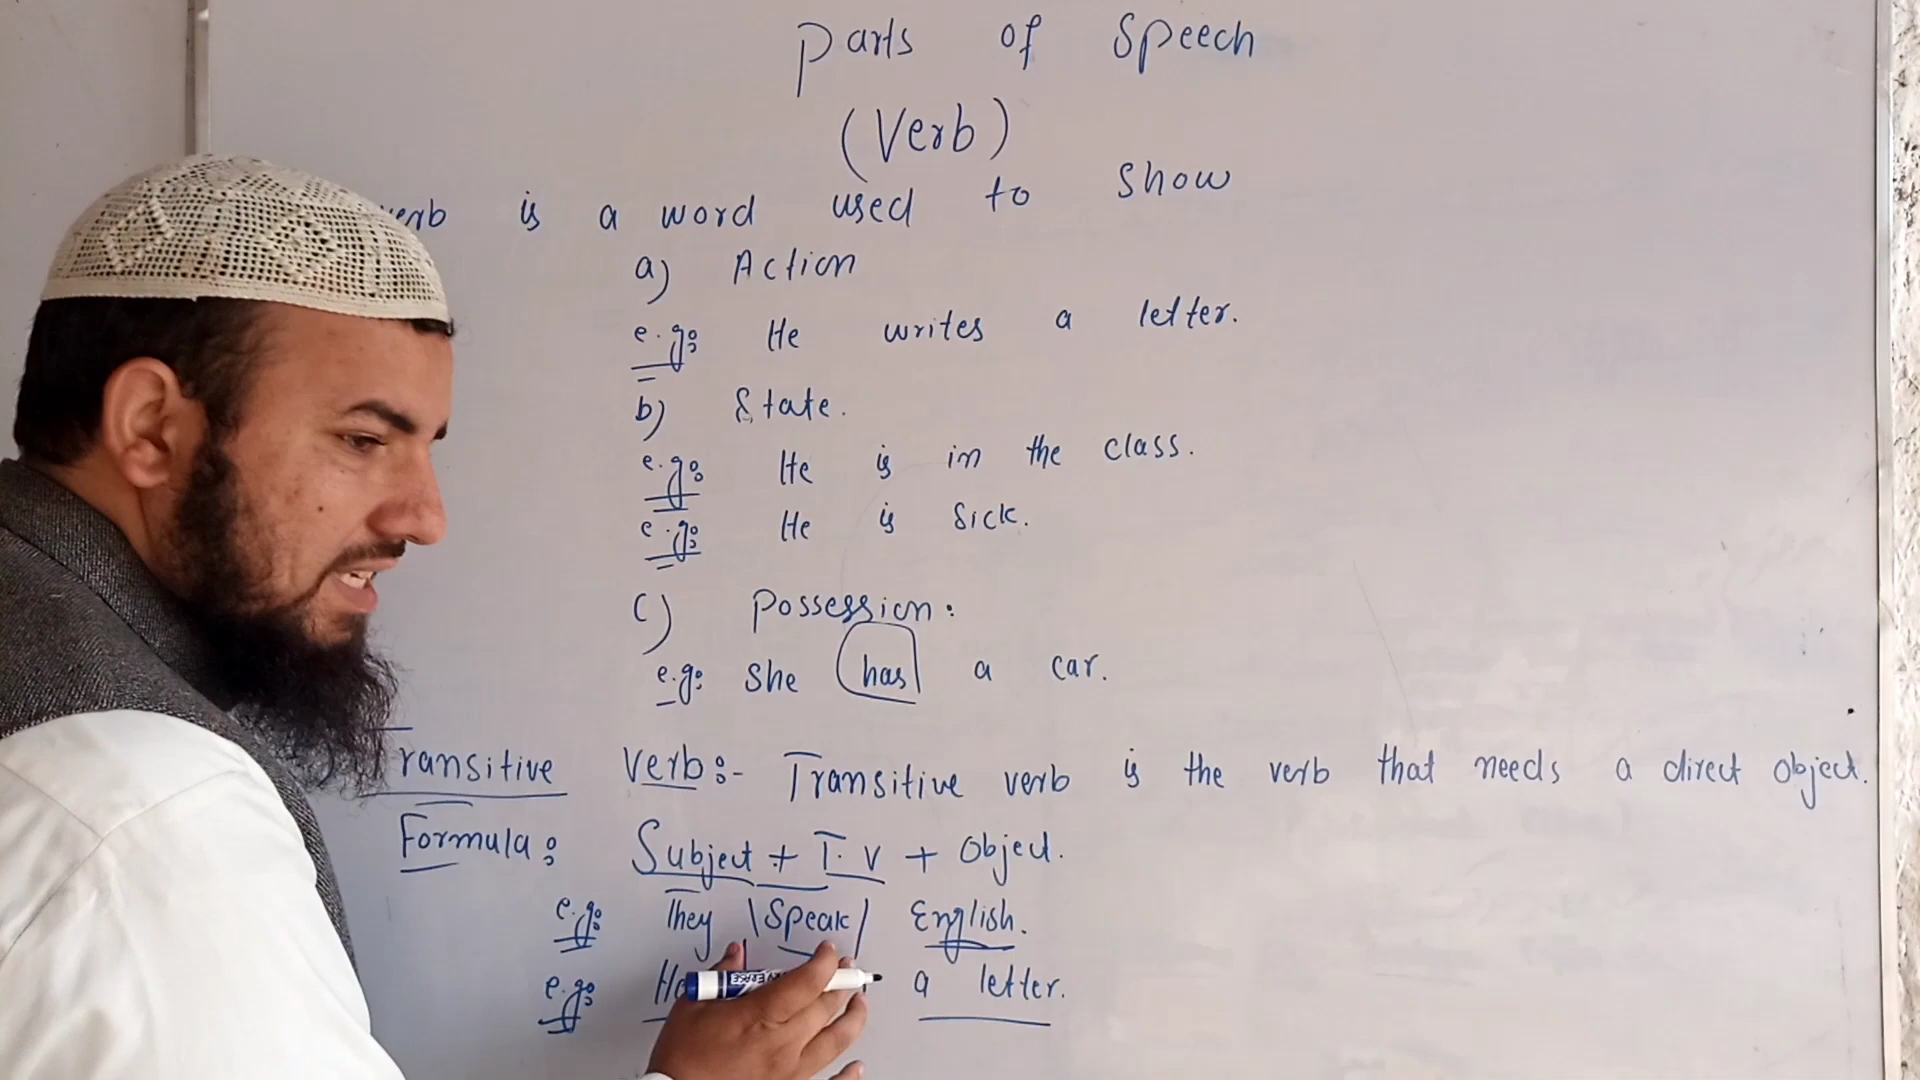 Parts of Speech
(Verb)
verb is a word used to show
a) Action
e.g: He writes a letter.
b) State.
e.g: He is in the class.
e.g: He is Sick.
c) Possession:
e.g: She has a car.
Transitive Verb:- Transitive verb is the verb that needs a direct object.
Formula: Subject + T.V + Object.
e.g: They Speak English.
e.g: a letter.